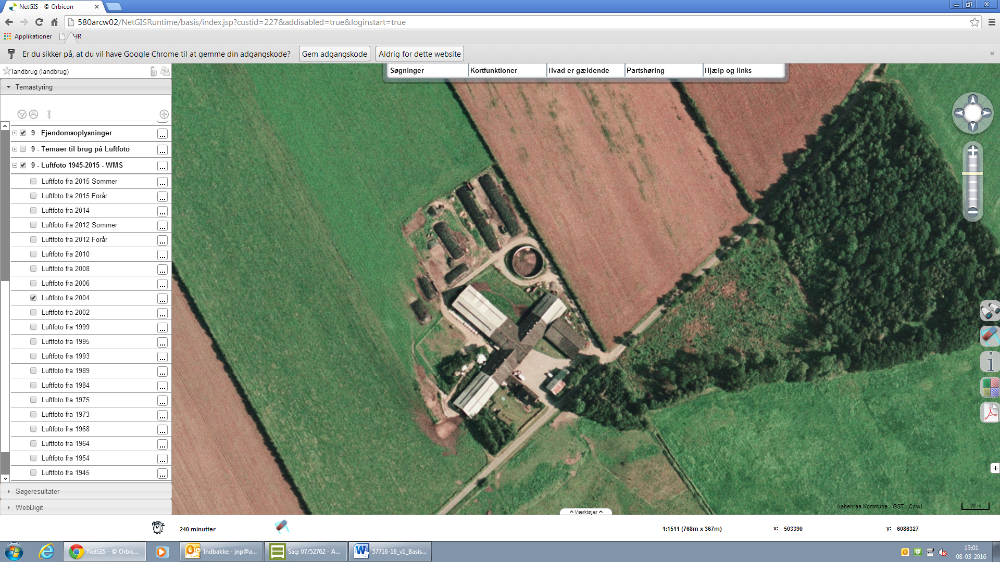 NetGIS - © Orbicon
580arcw02/NetGISRuntime/basis/index.jsp?custid=227&addisabled=true&loginstart=true
Applikationer HR
Er du sikker på, at du vil have Google Chrome til at gemme din adgangskode? Gem adgangskode Aldrig for dette website
landbrug (landbrug)
Søgninger Kortfunktioner Hvad er gældende Partshøring Hjælp og links
Temastyring
9 - Ejendomsoplysninger ...
9 - Temaer til brug på Luftfoto ...
9 - Luftfoto 1945-2015 - WMS ...
Luftfoto fra 2015 Sommer ...
Luftfoto fra 2015 Forår ...
Luftfoto fra 2014 ...
Luftfoto fra 2012 Sommer ...
Luftfoto fra 2012 Forår ...
Luftfoto fra 2010 ...
Luftfoto fra 2008 ...
Luftfoto fra 2006 ...
Luftfoto fra 2004 ...
Luftfoto fra 2002 ...
Luftfoto fra 1999 ...
Luftfoto fra 1995 ...
Luftfoto fra 1993 ...
Luftfoto fra 1989 ...
Luftfoto fra 1984 ...
Luftfoto fra 1975 ...
Luftfoto fra 1973 ...
Luftfoto fra 1968 ...
Luftfoto fra 1964 ...
Luftfoto fra 1954 ...
Luftfoto fra 1945 ...
Søgeresultater
WebDigit
Aabenraa Kommune - GST - Cowi 20 m
Værktøjer
240 minutter 1:1511 (768m x 367m) x: 503390 y: 6086327
NetGIS - © Orbic... Indbakke - jnp@a... Sag: 07/52762 - A... 57716-16_v1_Basis... 13:01
08-03-2016